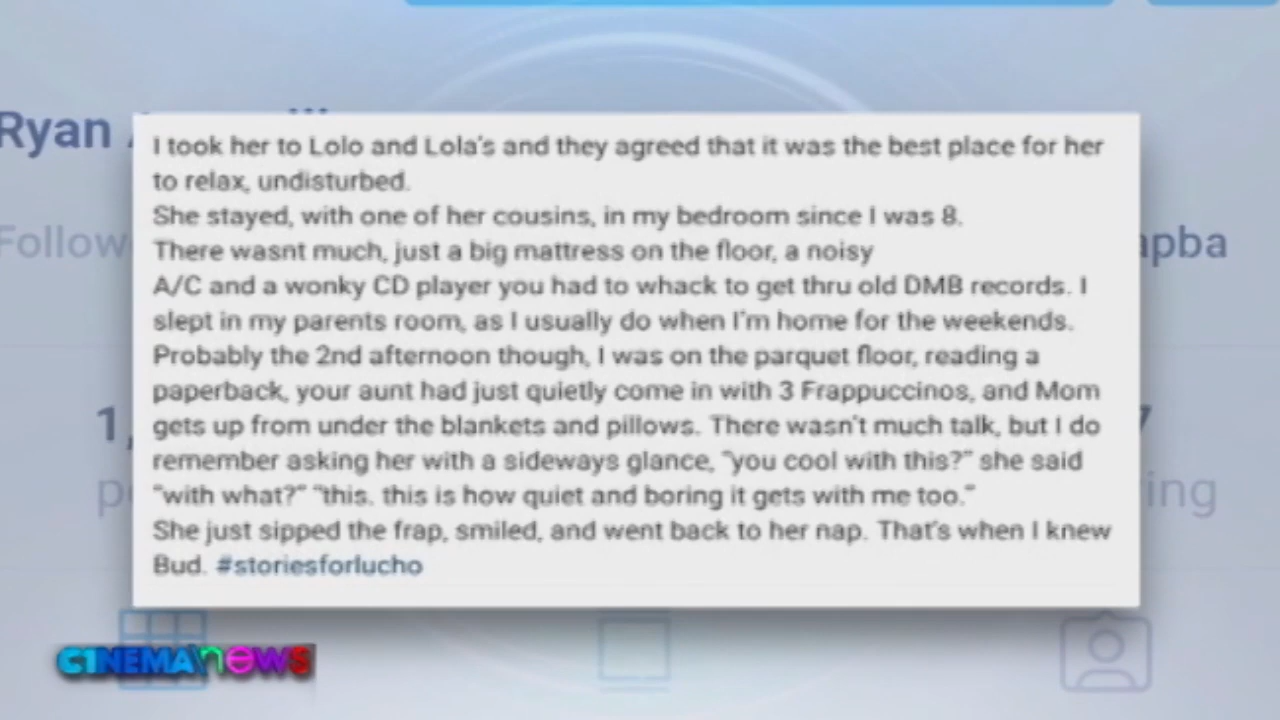 Ryan
Follow
apba
1,
I took her to Lolo and Lola's and they agreed that it was the best place for her
to relax, undisturbed.
She stayed, with one of her cousins, in my bedroom since I was 8.
There wasnt much, just a big mattress on the floor, a noisy
A/C and a wonky CD player you had to whack to get thru old DMB records. I
slept in my parents room, as I usually do when I'm home for the weekends.
Probably the 2nd afternoon though, I was on the parquet floor, reading a
paperback, your aunt had just quietly come in with 3 Frappuccinos, and Mom
gets up from under the blankets and pillows. There wasn't much talk, but I do
remember asking her with a sideways glance, "you cool with this?" she said
"with what?" "this. this is how quiet and boring it gets with me too."
She just sipped the frap, smiled, and went back to her nap. That's when I knew
Bud. #storiesforlucho
ing
CINEMANEWS